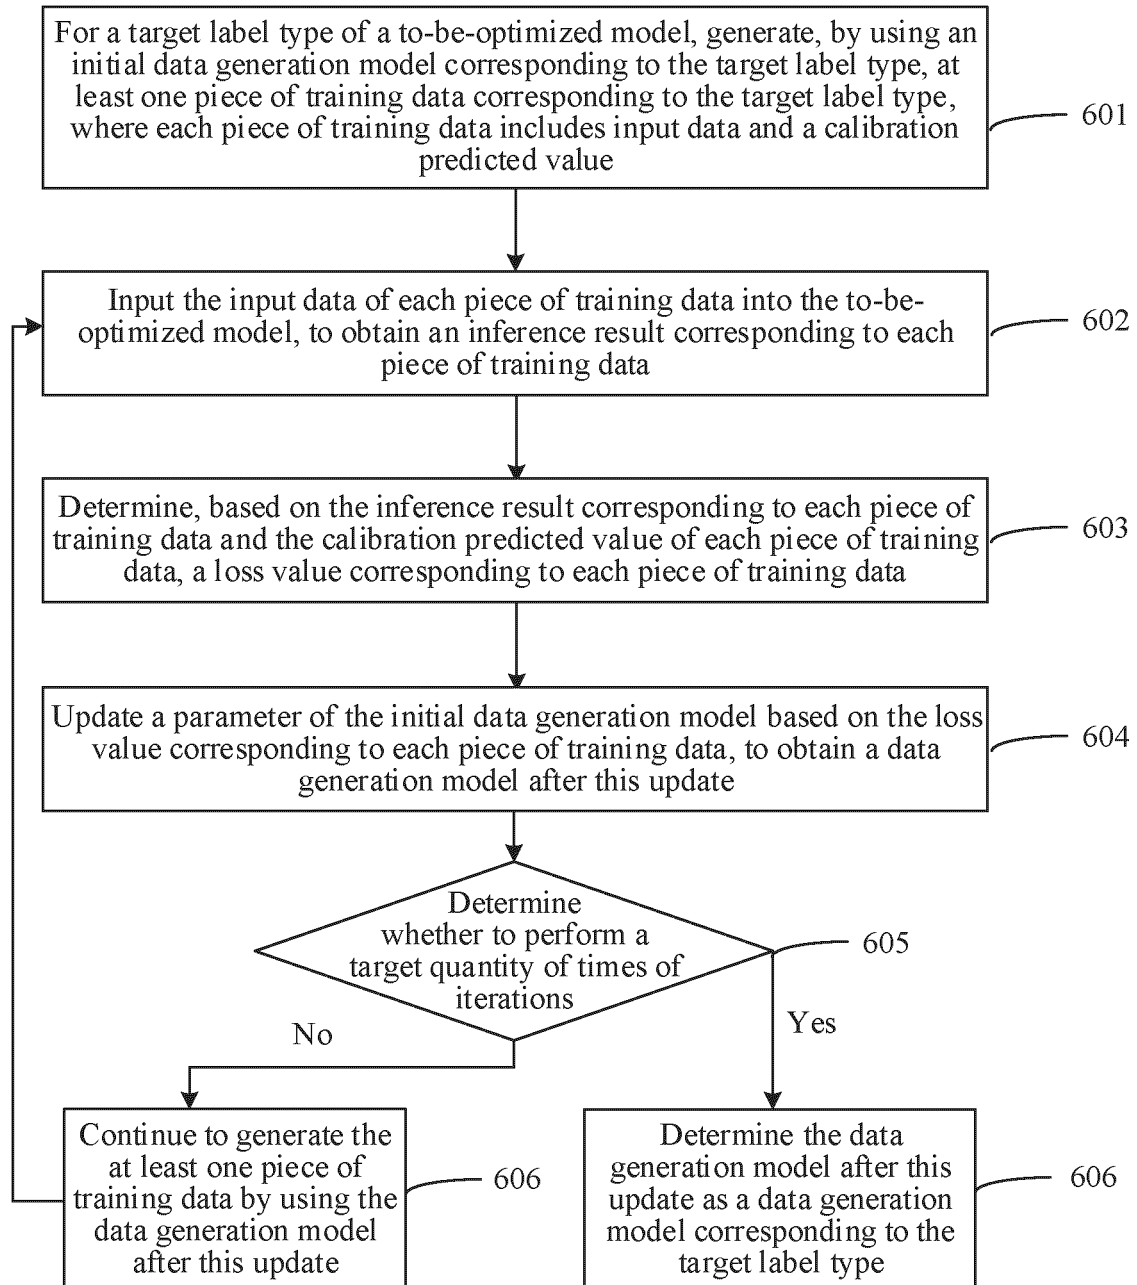 For a target label type of a to-be-optimized model, generate, by using an
initial data generation model corresponding to the target label type, at
least one piece of training data corresponding to the target label type,
where each piece of training data includes input data and a calibration
predicted value
601
Input the input data of each piece of training data into the to-be-
optimized model, to obtain an inference result corresponding to each
piece of training data
602
Determine, based on the inference result corresponding to each piece of
training data and the calibration predicted value of each piece of training
data, a loss value corresponding to each piece of training data
603
Update a parameter of the initial data generation model based on the loss
value corresponding to each piece of training data, to obtain a data
generation model after this update
604
Determine
whether to perform a
target quantity of times of
iterations
605
No
Yes
Continue to generate the
at least one piece of
training data by using the
data generation model
after this update
606
Determine the data
generation model after this
update as a data generation
model corresponding to the
target label type
606